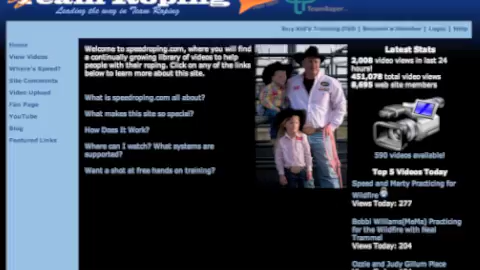 Team Roping
Leading the way in Team Roping
TeamRoper
Become a Member | Login | Help
Home
View Videos
Where's Speed?
Site Comments
Video Upload
Fan Page
YouTube
Blog
Featured Links
Welcome to speedroping.com, where you will find
a continually growing library of videos to help
people with their roping. Click on any of the links
below to learn more about this site.
What is speedroping.com all about?
What makes this site so special?
How Does It Work?
Where can I watch? What systems are
supported?
Want a shot at free hands on training?
Latest Stats
2,008 video views in last 24
hours!
451,078 total video views
8,695 web site members
590 videos available!
Top 5 Videos Today
Speed and Marty Practicing for
Wildfire
Views Today: 277
Bobbi Williams(MaMa) Practicing
for the Wildfire with Neal
Trammel
Views Today: 204
Ozzie and Judy Gillum Place